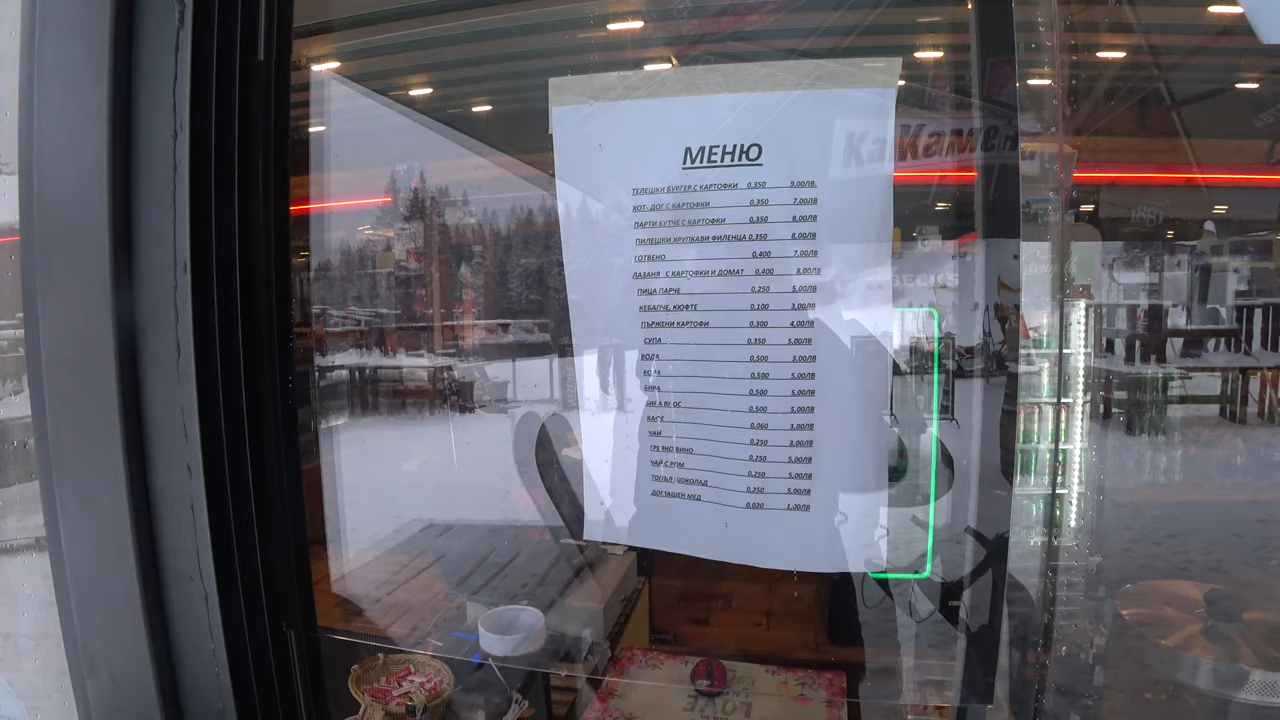 МЕНЮ
ТЕЛЕШКИ БУРГЕР С КАРТОФКИ 0,350 9,00ЛВ.
ХОТ- ДОГ С КАРТОФКИ 0,350 7,00ЛВ
ПАРТИ БУТЧЕ С КАРТОФКИ 0,350 8,00ЛВ
ПИЛЕШКИ ХРУПКАВИ ФИЛЕНЦА 0,350 8,00ЛВ
ГОТВЕНО 0,400 7,00ЛВ
ЛАЗАНЯ С КАРТОФКИ И ДОМАТ 0,400 8,00ЛВ
ПИЦА ПАРЧЕ 0,250 5,00ЛВ
КЕБАПЧЕ, КЮФТЕ 0,100 3,00ЛВ
ПЪРЖЕНИ КАРТОФИ 0,300 4,00ЛВ
СУПА 0,350 5,00ЛВ
ВОДА 0,500 3,00ЛВ
КОЛА 0,500 5,00ЛВ
БИРА 0,500 5,00ЛВ
0,500 5,00ЛВ
КАФЕ 0,060 3,00ЛВ
ЧАЙ 0,250 3,00ЛВ
ГРЕЯНО ВИНО 0,250 5,00ЛВ
ЧАЙ С РОМ 0,250 5,00ЛВ
ТОПЪЛ ШОКОЛАД 0,250 5,00ЛВ
ДОМАШЕН МЕД 0,020 1,00ЛВ
1
LOVE